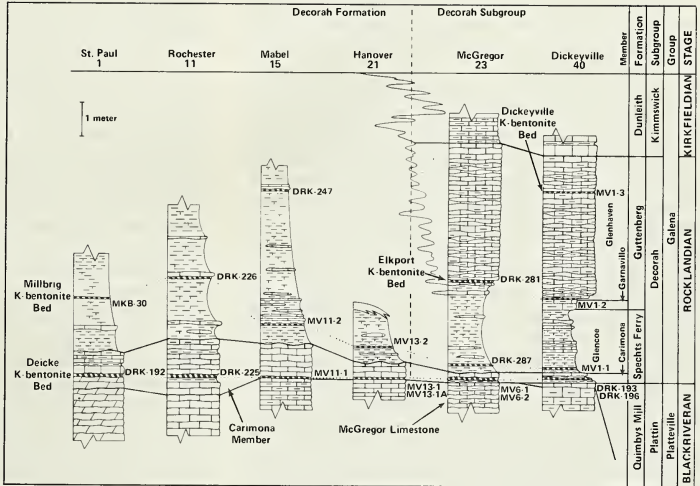 Decorah Formation
Decorah Subgroup
St. Paul
1
Rochester
11
Mabel
15
Hanover
21
McGregor
23
Dickeyville
40
Member
Formation
Subgroup
Group
STAGE
1 meter
Dickeyville
K-bentonite
Bed
MV1-3
DRK-247
DRK-226
Millbrig
K-bentonite
Bed
MKB-30
MV11-2
MV13-2
Elkport
K-bentonite
Bed
DRK-281
MV1-2
DRK-287
Deicke
K-bentonite
Bed
DRK-192
DRK-225
MV11-1
MV13-1
MV13-1A
MV6-1
MV6-2
MV1-1
DRK-193
DRK-196
Carimona
Member
McGregor Limestone
Glenhaven
Garnavillo
Glencoe
Carimona
Dunleith
Guttenberg
Spechts Ferry
Quimbys Mill
Kimmswick
Decorah
Plattin
Galena
Platteville
KIRKFIELDIAN
ROCKLANDIAN
BLACKRIVERAN